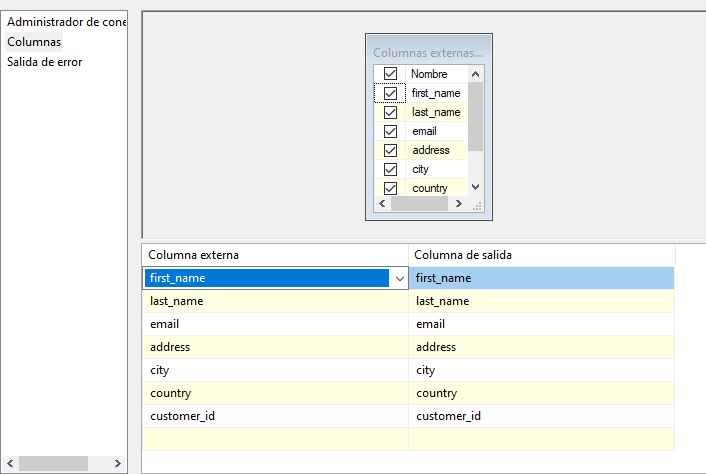 Administrador de cone
Columnas
Salida de error
Columnas externas...
Nombre
first_name
last_name
email
address
city
country
Columna externa Columna de salida
first_name first_name
last_name last_name
email email
address address
city city
country country
customer_id customer_id